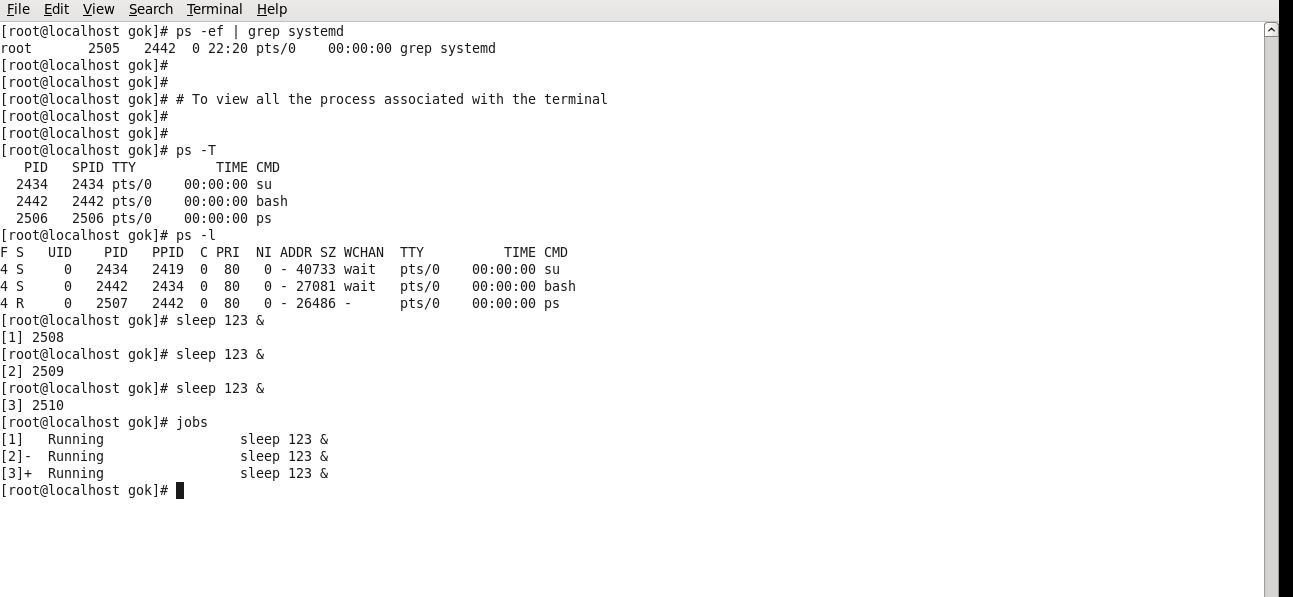 File Edit View Search Terminal Help
[root@localhost gok]# ps -ef | grep systemd
root       2505   2442  0 22:20 pts/0    00:00:00 grep systemd
[root@localhost gok]#
[root@localhost gok]#
[root@localhost gok]# # To view all the process associated with the terminal
[root@localhost gok]#
[root@localhost gok]#
[root@localhost gok]# ps -T
   PID   SPID TTY          TIME CMD
  2434   2434 pts/0    00:00:00 su
  2442   2442 pts/0    00:00:00 bash
  2506   2506 pts/0    00:00:00 ps
[root@localhost gok]# ps -l
F S   UID    PID   PPID  C PRI  NI ADDR SZ WCHAN  TTY          TIME CMD
4 S     0   2434   2419  0  80   0 - 40733 wait   pts/0    00:00:00 su
4 S     0   2442   2434  0  80   0 - 27081 wait   pts/0    00:00:00 bash
4 R     0   2507   2442  0  80   0 - 26486 -      pts/0    00:00:00 ps
[root@localhost gok]# sleep 123 &
[1] 2508
[root@localhost gok]# sleep 123 &
[2] 2509
[root@localhost gok]# sleep 123 &
[3] 2510
[root@localhost gok]# jobs
[1]   Running                 sleep 123 &
[2]-  Running                 sleep 123 &
[3]+  Running                 sleep 123 &
[root@localhost gok]#